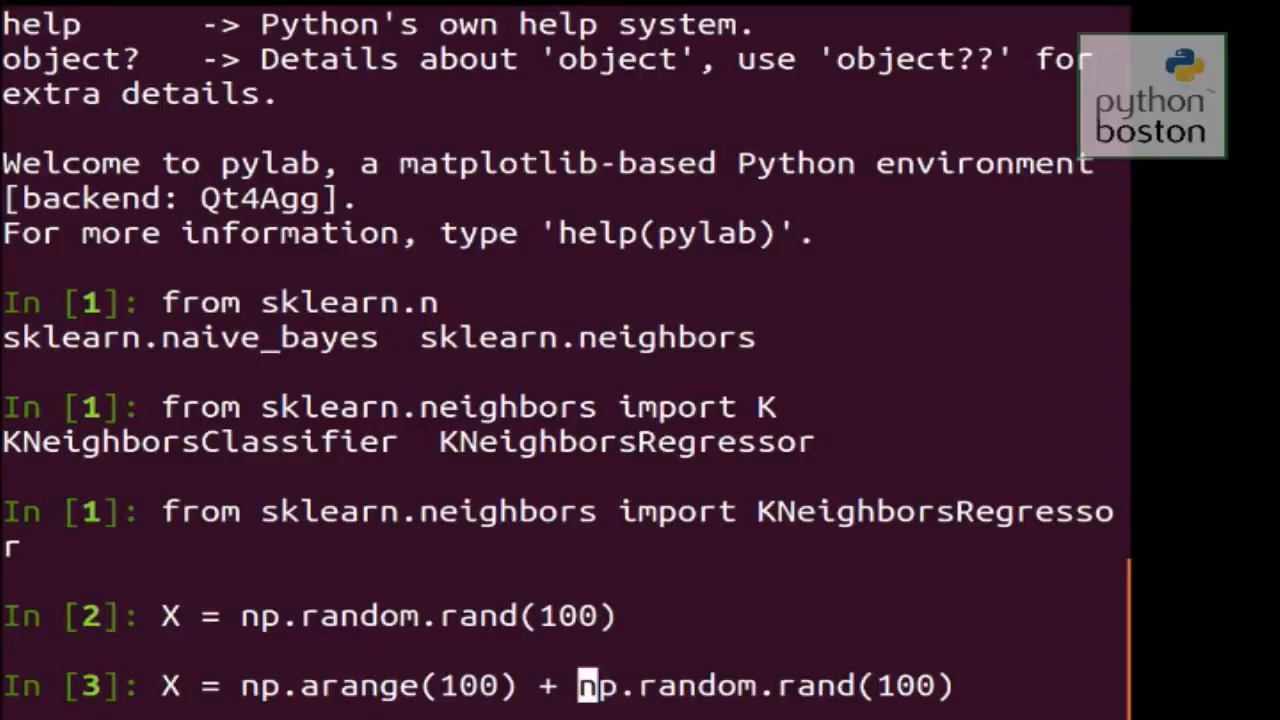 help      -> Python's own help system.
object?   -> Details about 'object', use 'object??' for
extra details.
python™
boston
Welcome to pylab, a matplotlib-based Python environment
[backend: Qt4Agg].
For more information, type 'help(pylab)'.
In [1]: from sklearn.n
sklearn.naive_bayes  sklearn.neighbors
In [1]: from sklearn.neighbors import K
KNeighborsClassifier  KNeighborsRegressor
In [1]: from sklearn.neighbors import KNeighborsRegresso
r
In [2]: X = np.random.rand(100)
In [3]: X = np.arange(100) + np.random.rand(100)